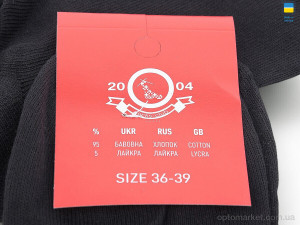 20 04
% UKR RUS GB
95 БАВОВНА ХЛОПОК COTTON
5 ЛАЙКРА ЛАЙКРА LYCRA
SIZE 36-39
optomarket.com.ua